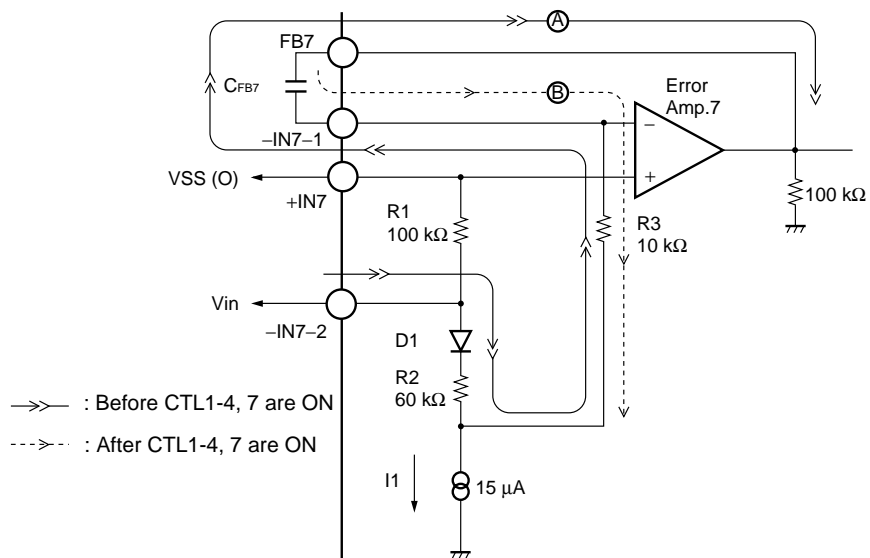 A
FB7
CFB7
B
Error
Amp.7
–IN7–1
−
VSS (O)
+
+IN7
R1
100 kΩ
R3
10 kΩ
100 kΩ
Vin
–IN7–2
D1
R2
60 kΩ
: Before CTL1-4, 7 are ON
: After CTL1-4, 7 are ON
I1
15 µA